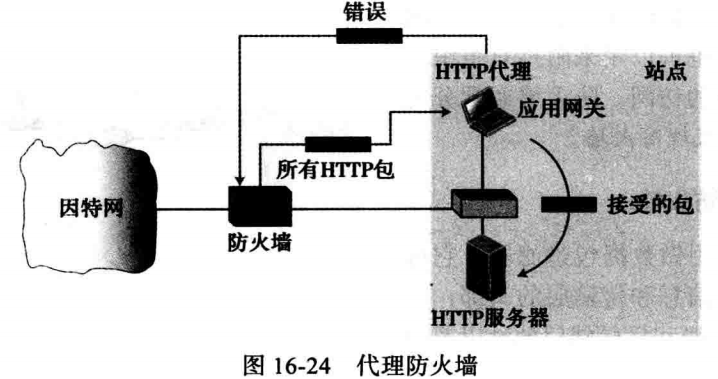 错误
HTTP代理
站点
应用网关
所有HTTP包
因特网
接受的包
防火墙
HTTP服务器
图 16-24 代理防火墙